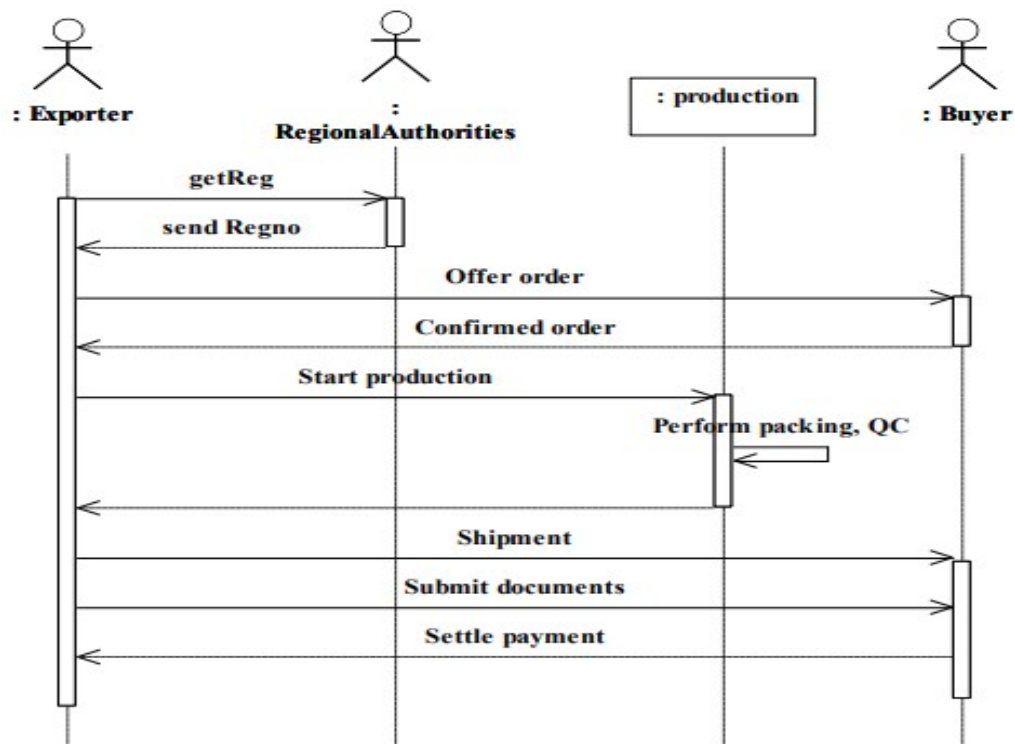 : Exporter
:
RegionalAuthorities
: production
: Buyer
getReg
send Regno
Offer order
Confirmed order
Start production
Perform packing, QC
Shipment
Submit documents
Settle payment